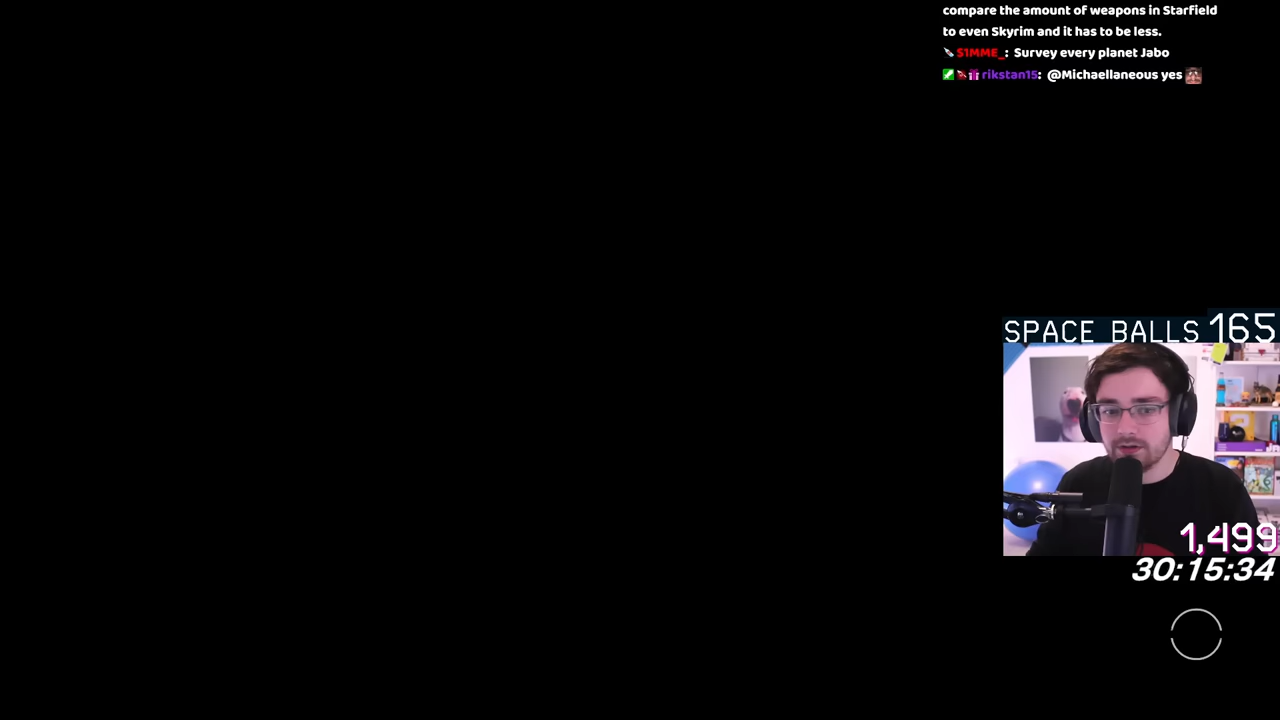 compare the amount of weapons in Starfield
to even Skyrim and it has to be less.
S1MME_: Survey every planet Jabo
rikstan15: @Michaellaneous yes
SPACE BALLS 165
1,499
30:15:34